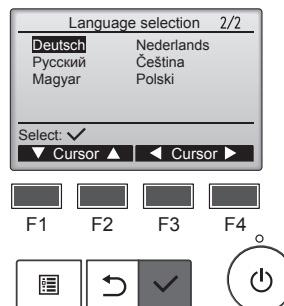 Language selection 2/2
Deutsch Nederlands
Русский Čeština
Magyar Polski
Select: ✓
▼ Cursor ▲ ◀ Cursor ▶
F1 F2 F3 F4